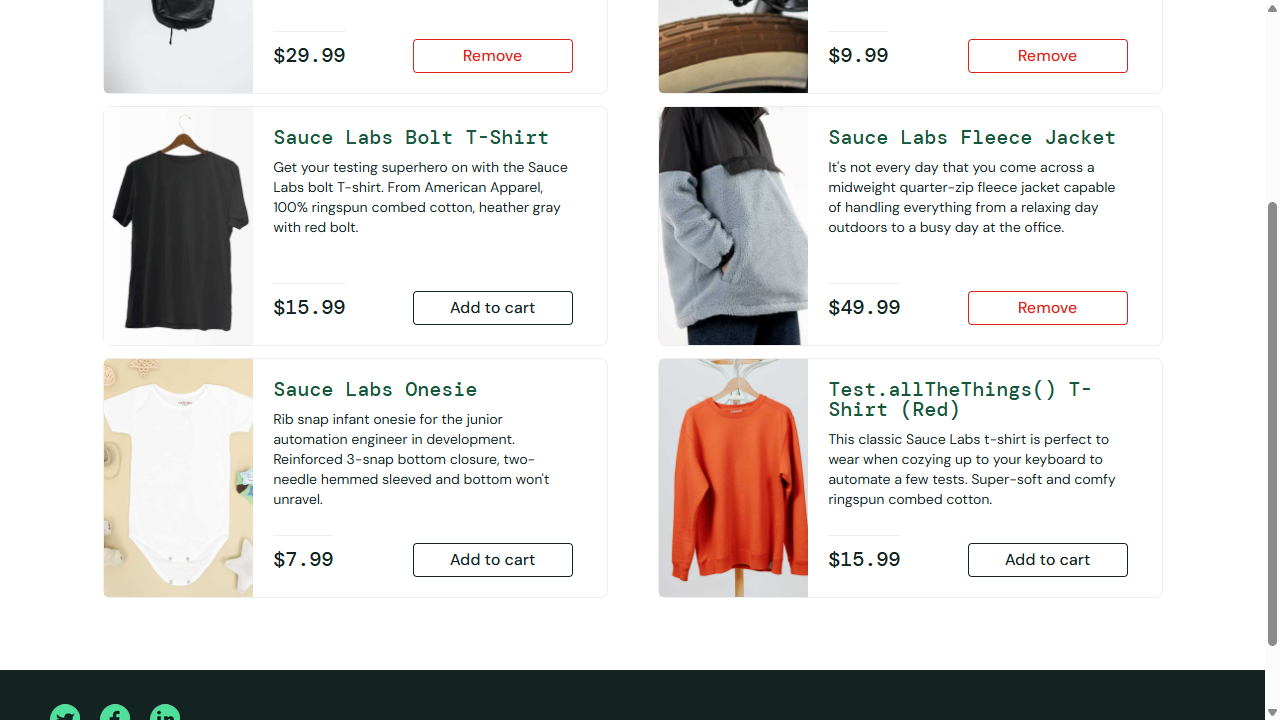 $29.99
Remove
$9.99
Remove
Sauce Labs Bolt T-Shirt
Get your testing superhero on with the Sauce
Labs bolt T-shirt. From American Apparel,
100% ringspun combed cotton, heather gray
with red bolt.
$15.99
Add to cart
Sauce Labs Fleece Jacket
It's not every day that you come across a
midweight quarter-zip fleece jacket capable
of handling everything from a relaxing day
outdoors to a busy day at the office.
$49.99
Remove
Sauce Labs Onesie
Rib snap infant onesie for the junior
automation engineer in development.
Reinforced 3-snap bottom closure, two-
needle hemmed sleeved and bottom won't
unravel.
$7.99
Add to cart
Test.allTheThings() T-
Shirt (Red)
This classic Sauce Labs t-shirt is perfect to
wear when cozying up to your keyboard to
automate a few tests. Super-soft and comfy
ringspun combed cotton.
$15.99
Add to cart